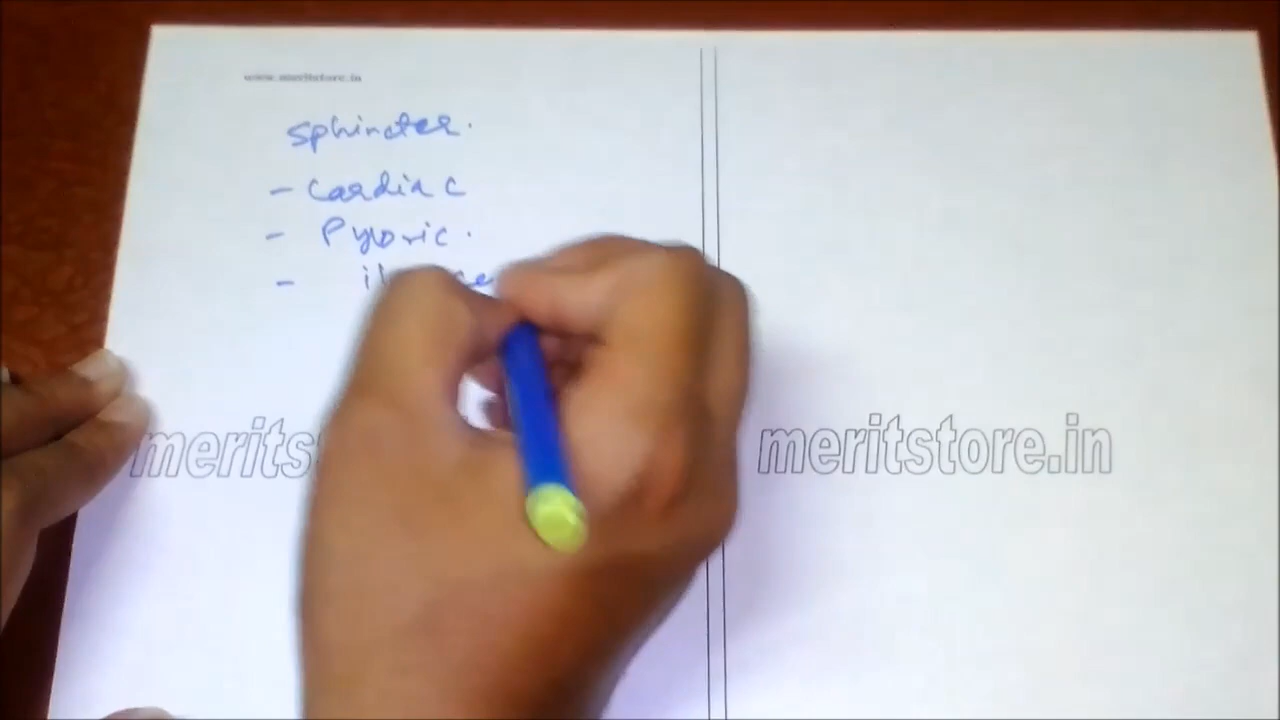 www.meritstore.in
sphincter.
- Cardiac
- Pyloric.
-
meritstore.in